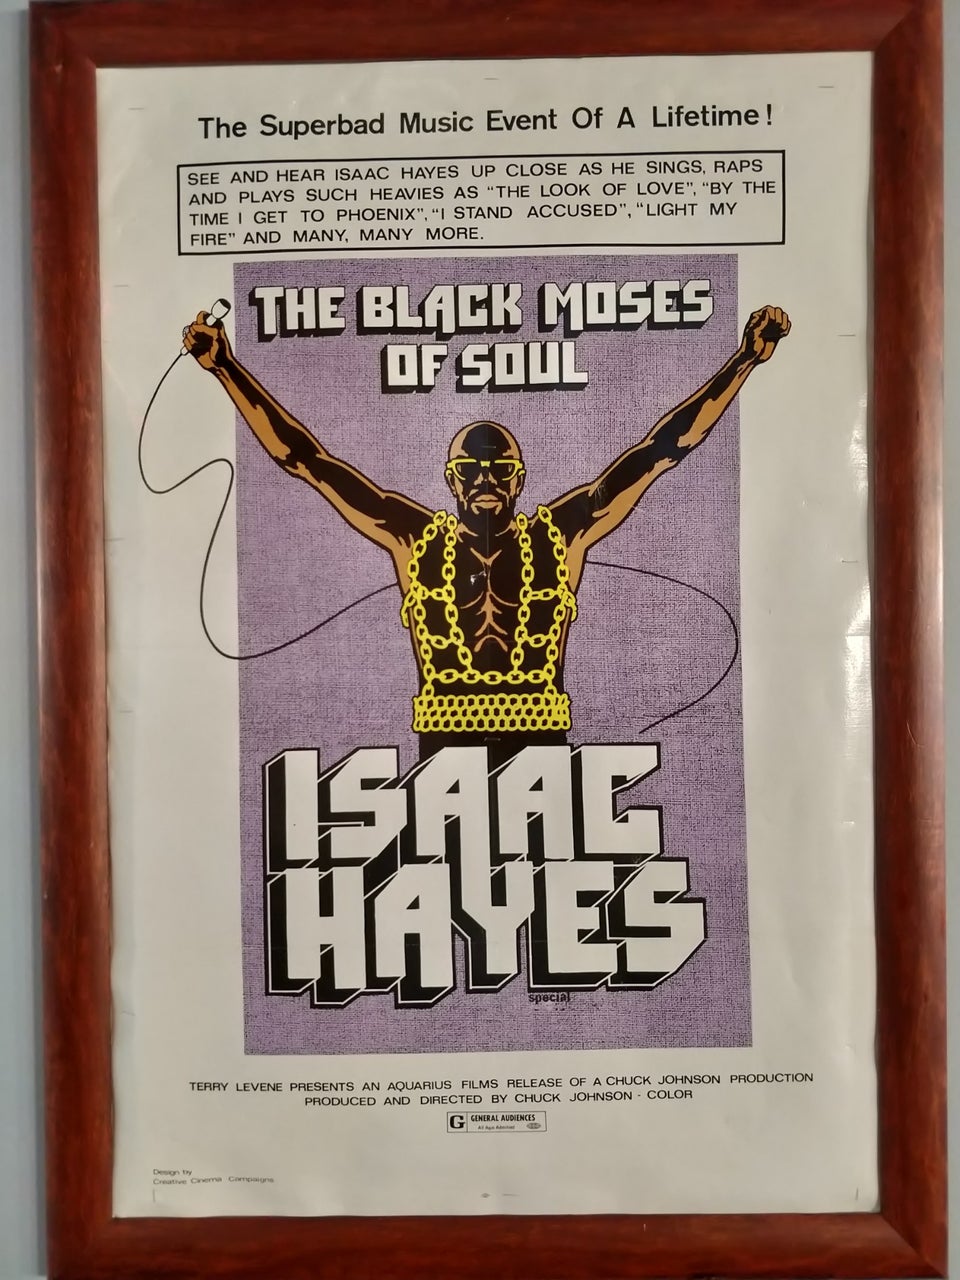 The Superbad Music Event Of A Lifetime!
SEE AND HEAR ISAAC HAYES UP CLOSE AS HE SINGS, RAPS
AND PLAYS SUCH HEAVIES AS "THE LOOK OF LOVE", "BY THE
TIME I GET TO PHOENIX", "I STAND ACCUSED", "LIGHT MY
FIRE" AND MANY, MANY MORE.
THE BLACK MOSES
OF SOUL
ISAAC
HAYES
special
TERRY LEVENE PRESENTS AN AQUARIUS FILMS RELEASE OF A CHUCK JOHNSON PRODUCTION
PRODUCED AND DIRECTED BY CHUCK JOHNSON - COLOR
G GENERAL AUDIENCES
All Ages Admitted
Design by
Creative Cinema Campaigns